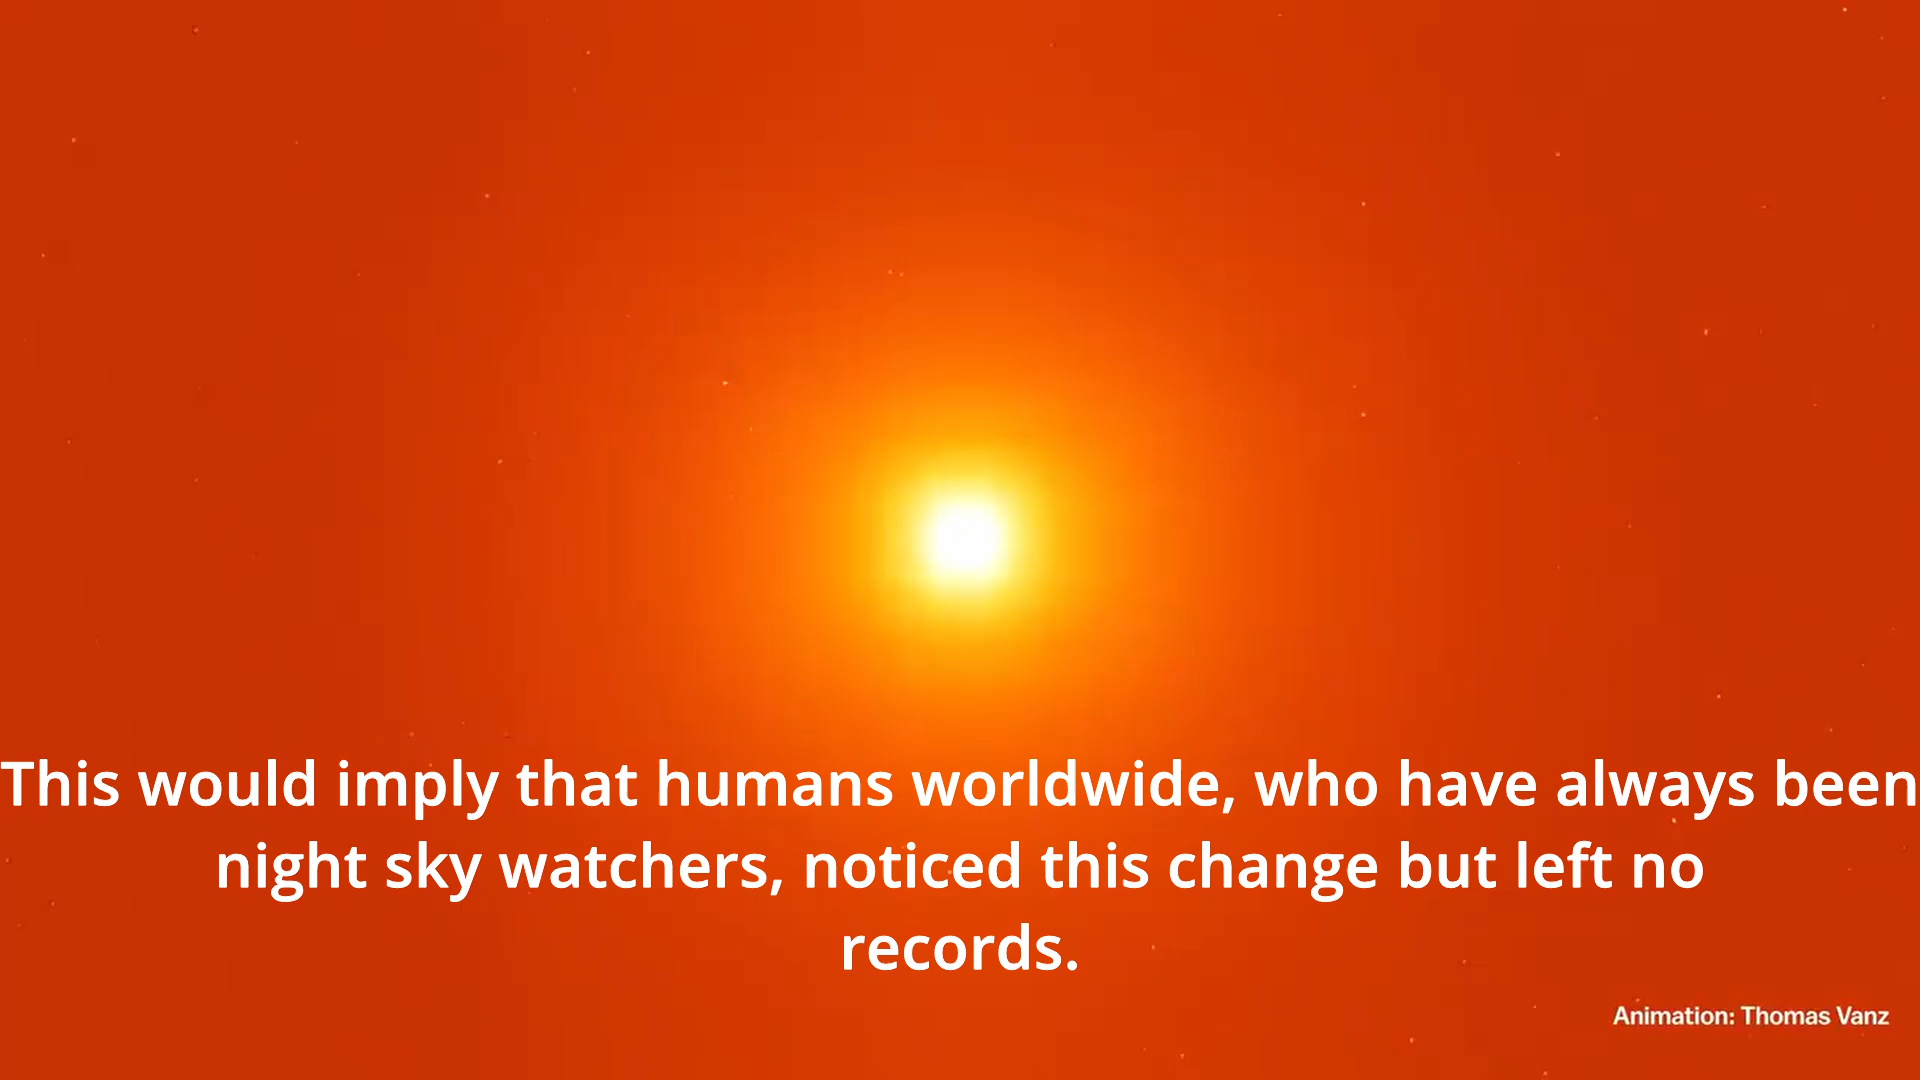 This would imply that humans worldwide, who have always been
night sky watchers, noticed this change but left no
records.
Animation: Thomas Vanz